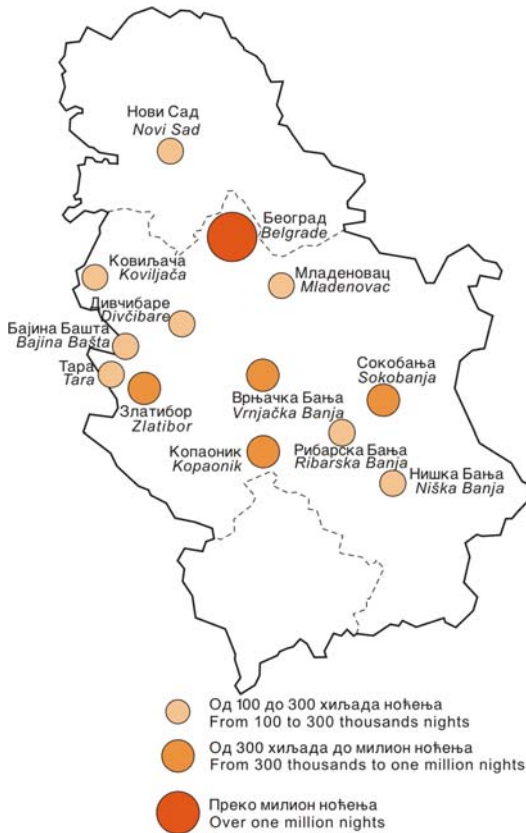 Нови Сад
Novi Sad
Београд
Belgrade
Ковиљача
Koviljača
Младеновац
Mladenovac
Дивчибаре
Divčibare
Бајина Башта
Bajina Bašta
Тара
Tara
Златибор
Zlatibor
Врњачка Бања
Vrnjačka Banja
Сокобања
Sokobanja
Копаоник
Kopaonik
Рибарска Бања
Ribarska Banja
Нишка Бања
Niška Banja
Од 100 до 300 хиљада ноћења
From 100 to 300 thousands nights
Од 300 хиљада до милион ноћења
From 300 thousands to one million nights
Преко милион ноћења
Over one million nights